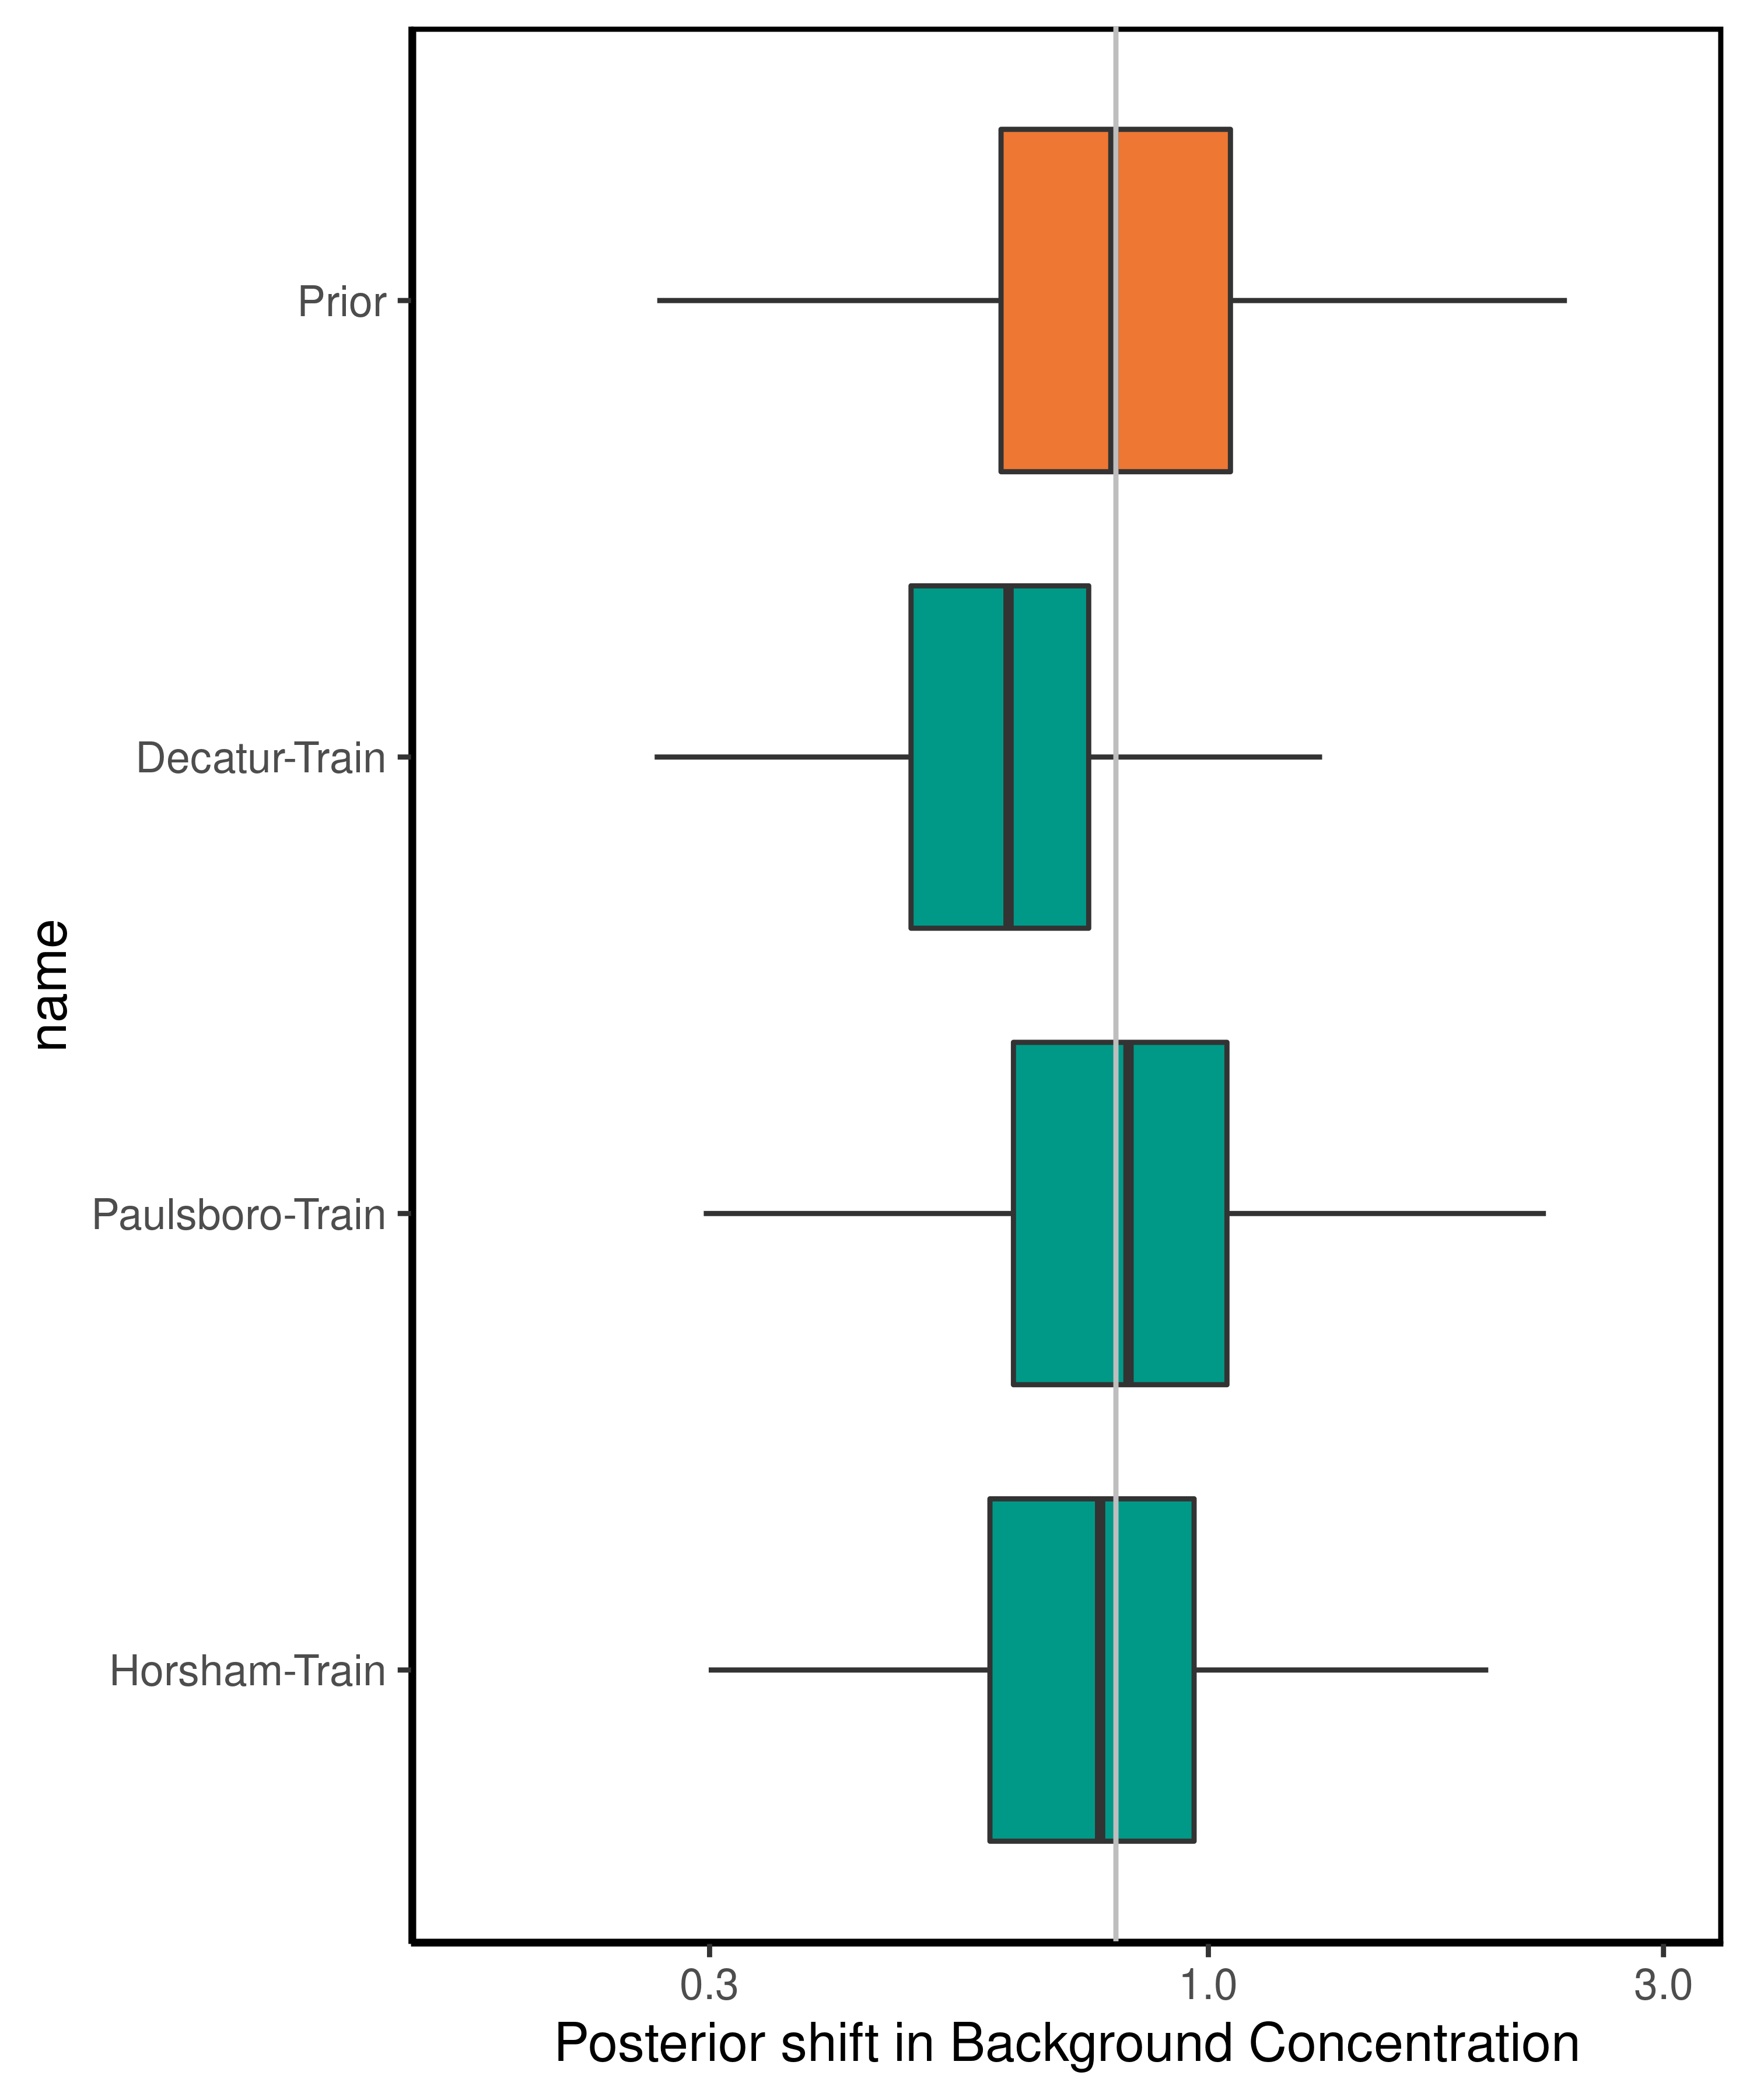 Prior
Decatur-Train
Paulsboro-Train
Horsham-Train
name
0.3 1.0 3.0
Posterior shift in Background Concentration